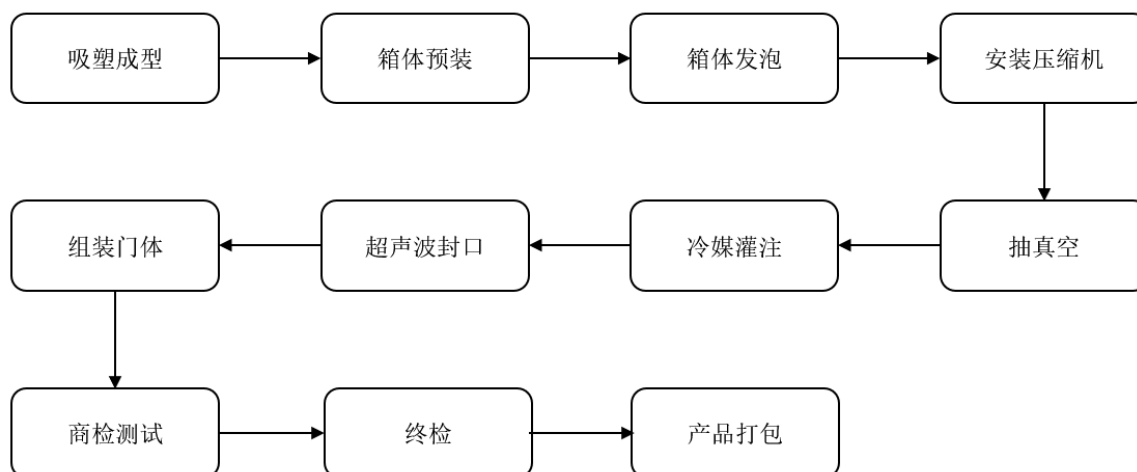 吸塑成型
箱体预装
箱体发泡
安装压缩机
抽真空
冷媒灌注
超声波封口
组装门体
商检测试
终检
产品打包